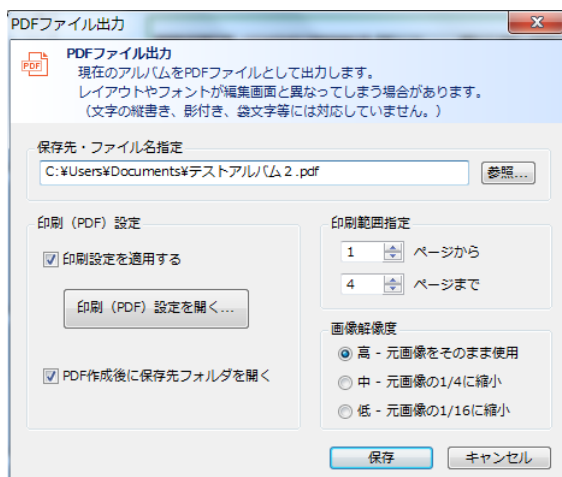 PDFファイル出力
PDF
PDFファイル出力
現在のアルバムをPDFファイルとして出力します。
レイアウトやフォントが編集画面と異なってしまう場合があります。
（文字の縦書き、影付き、袋文字等には対応していません。）
保存先・ファイル名指定
C:¥Users¥Documents¥テストアルバム２.pdf
参照...
印刷（PDF）設定
印刷設定を適用する
印刷（PDF）設定を開く...
PDF作成後に保存先フォルダを開く
印刷範囲指定
1 ページから
4 ページまで
画像解像度
高 - 元画像をそのまま使用
中 - 元画像の1/4に縮小
低 - 元画像の1/16に縮小
保存
キャンセル